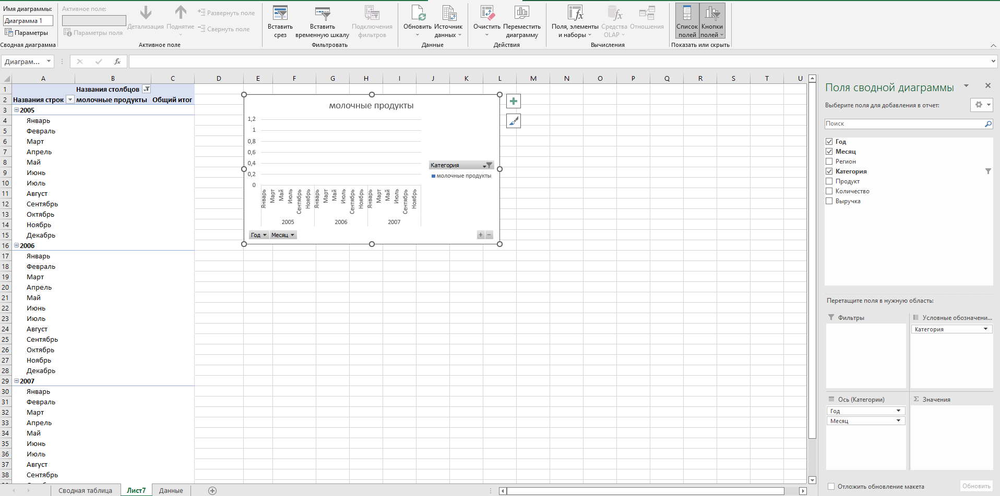 Имя диаграммы:
Диаграмма 1
Параметры
Сводная диаграмма
Активное поле:
Параметры поля
Детализация
Поднятие
Развернуть поле
Свернуть поле
Активное поле
Вставить срез
Вставить временную шкалу
Подключения фильтров
Фильтровать
Обновить
Источник данных
Данные
Очистить
Переместить диаграмму
Действия
Поля, элементы и наборы
Средства OLAP
Отношения
Вычисления
Список полей
Кнопки полей
Показать или скрыть
Диаграм...
fx
A B C D E F G H I J K L M N O P Q R S T U
1 Названия столбцов
2 Названия строк молочные продукты Общий итог
3 2005
4 Январь
5 Февраль
6 Март
7 Апрель
8 Май
9 Июнь
10 Июль
11 Август
12 Сентябрь
13 Октябрь
14 Ноябрь
15 Декабрь
16 2006
17 Январь
18 Февраль
19 Март
20 Апрель
21 Май
22 Июнь
23 Июль
24 Август
25 Сентябрь
26 Октябрь
27 Ноябрь
28 Декабрь
29 2007
30 Январь
31 Февраль
32 Март
33 Апрель
34 Май
35 Июнь
36 Июль
37 Август
38 Сентябрь
молочные продукты
1,2
1
0,8
0,6
0,4
0,2
0
Январь Март Май Июль Сентябрь Ноябрь Январь Март Май Июль Сентябрь Ноябрь Январь Март Май Июль Сентябрь Ноябрь
2005 2006 2007
Категория
молочные продукты
Год Месяц
+ −
Поля сводной диаграммы
Выберите поля для добавления в отчет:
Поиск
Год
Месяц
Регион
Категория
Продукт
Количество
Выручка
Перетащите поля в нужную область:
Фильтры
Условные обозначени...
Категория
Ось (Категории)
Год
Месяц
Σ Значения
Отложить обновление макета
Обновить
Сводная таблица Лист7 Данные